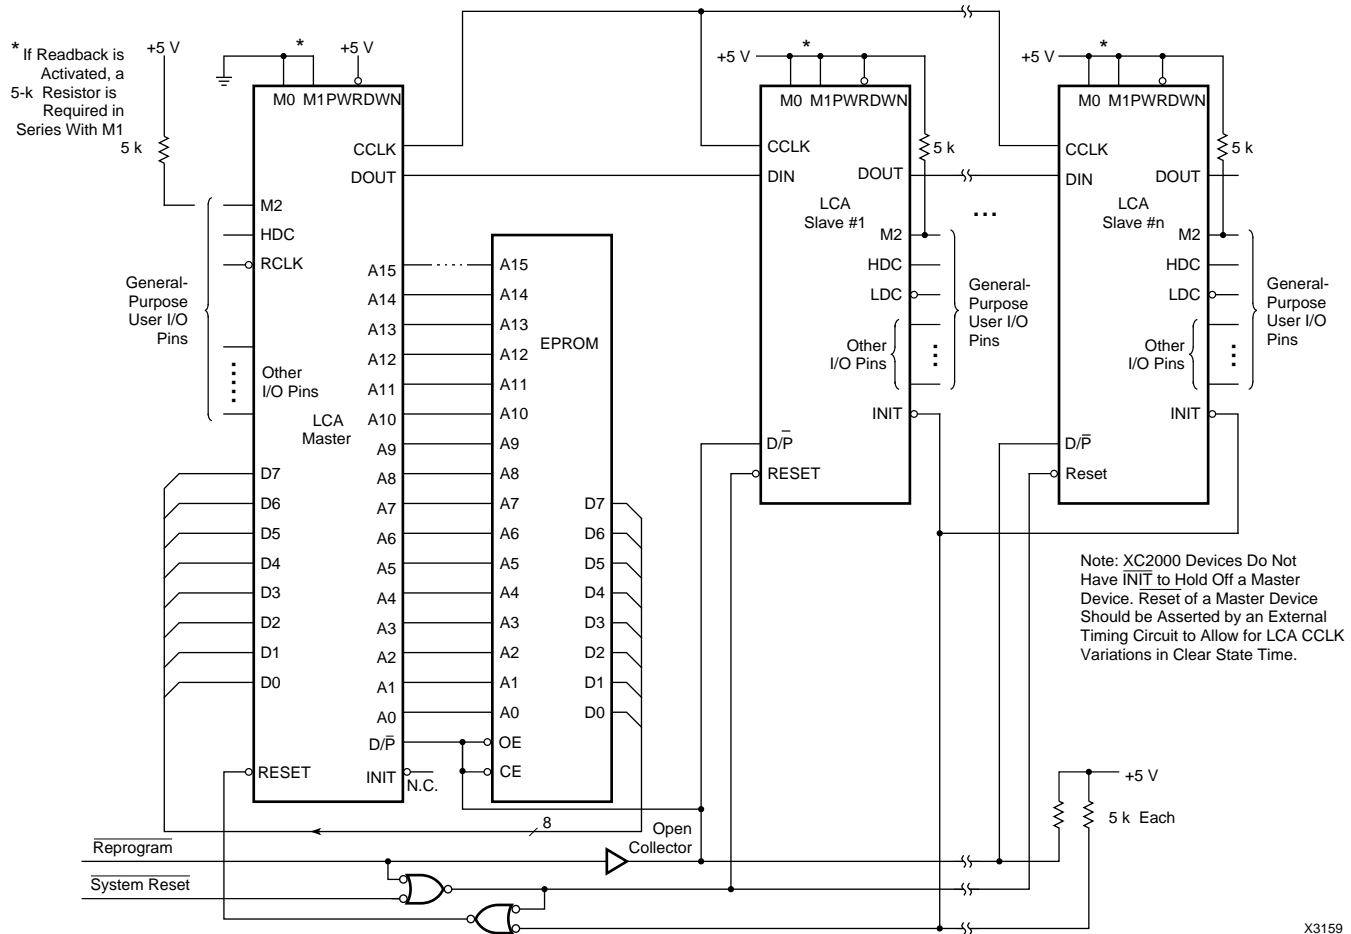 * If Readback is
Activated, a
5-k Resistor is
Required in
Series With M1
+5 V
5 k
*
+5 V
M0
M1
PWRDWN
CCLK
DOUT
M2
HDC
RCLK
General-
Purpose
User I/O
Pins
Other
I/O Pins
LCA
Master
D7
D6
D5
D4
D3
D2
D1
D0
RESET
A15
A14
A13
A12
A11
A10
A9
A8
A7
A6
A5
A4
A3
A2
A1
A0
D/P̅
INIT
N.C.
A15
A14
A13
A12
A11
A10
A9
A8
A7
A6
A5
A4
A3
A2
A1
A0
OE
CE
EPROM
D7
D6
D5
D4
D3
D2
D1
D0
8
+5 V
*
M0
M1
PWRDWN
5 k
CCLK
DIN
DOUT
LCA
Slave #1
M2
HDC
LDC
Other
I/O Pins
General-
Purpose
User I/O
Pins
INIT
D/P̅
RESET
...
+5 V
*
M0
M1
PWRDWN
5 k
CCLK
DIN
DOUT
LCA
Slave #n
M2
HDC
LDC
Other
I/O Pins
General-
Purpose
User I/O
Pins
INIT
D/P̅
Reset
Note: XC2000 Devices Do Not
Have I̅N̅I̅T̅ to Hold Off a Master
Device. R̅e̅s̅e̅t̅ of a Master Device
Should be Asserted by an External
Timing Circuit to Allow for LCA CCLK
Variations in Clear State Time.
+5 V
5 k Each
Open
Collector
R̅e̅p̅r̅o̅g̅r̅a̅m̅
S̅y̅s̅t̅e̅m̅ ̅R̅e̅s̅e̅t̅
X3159